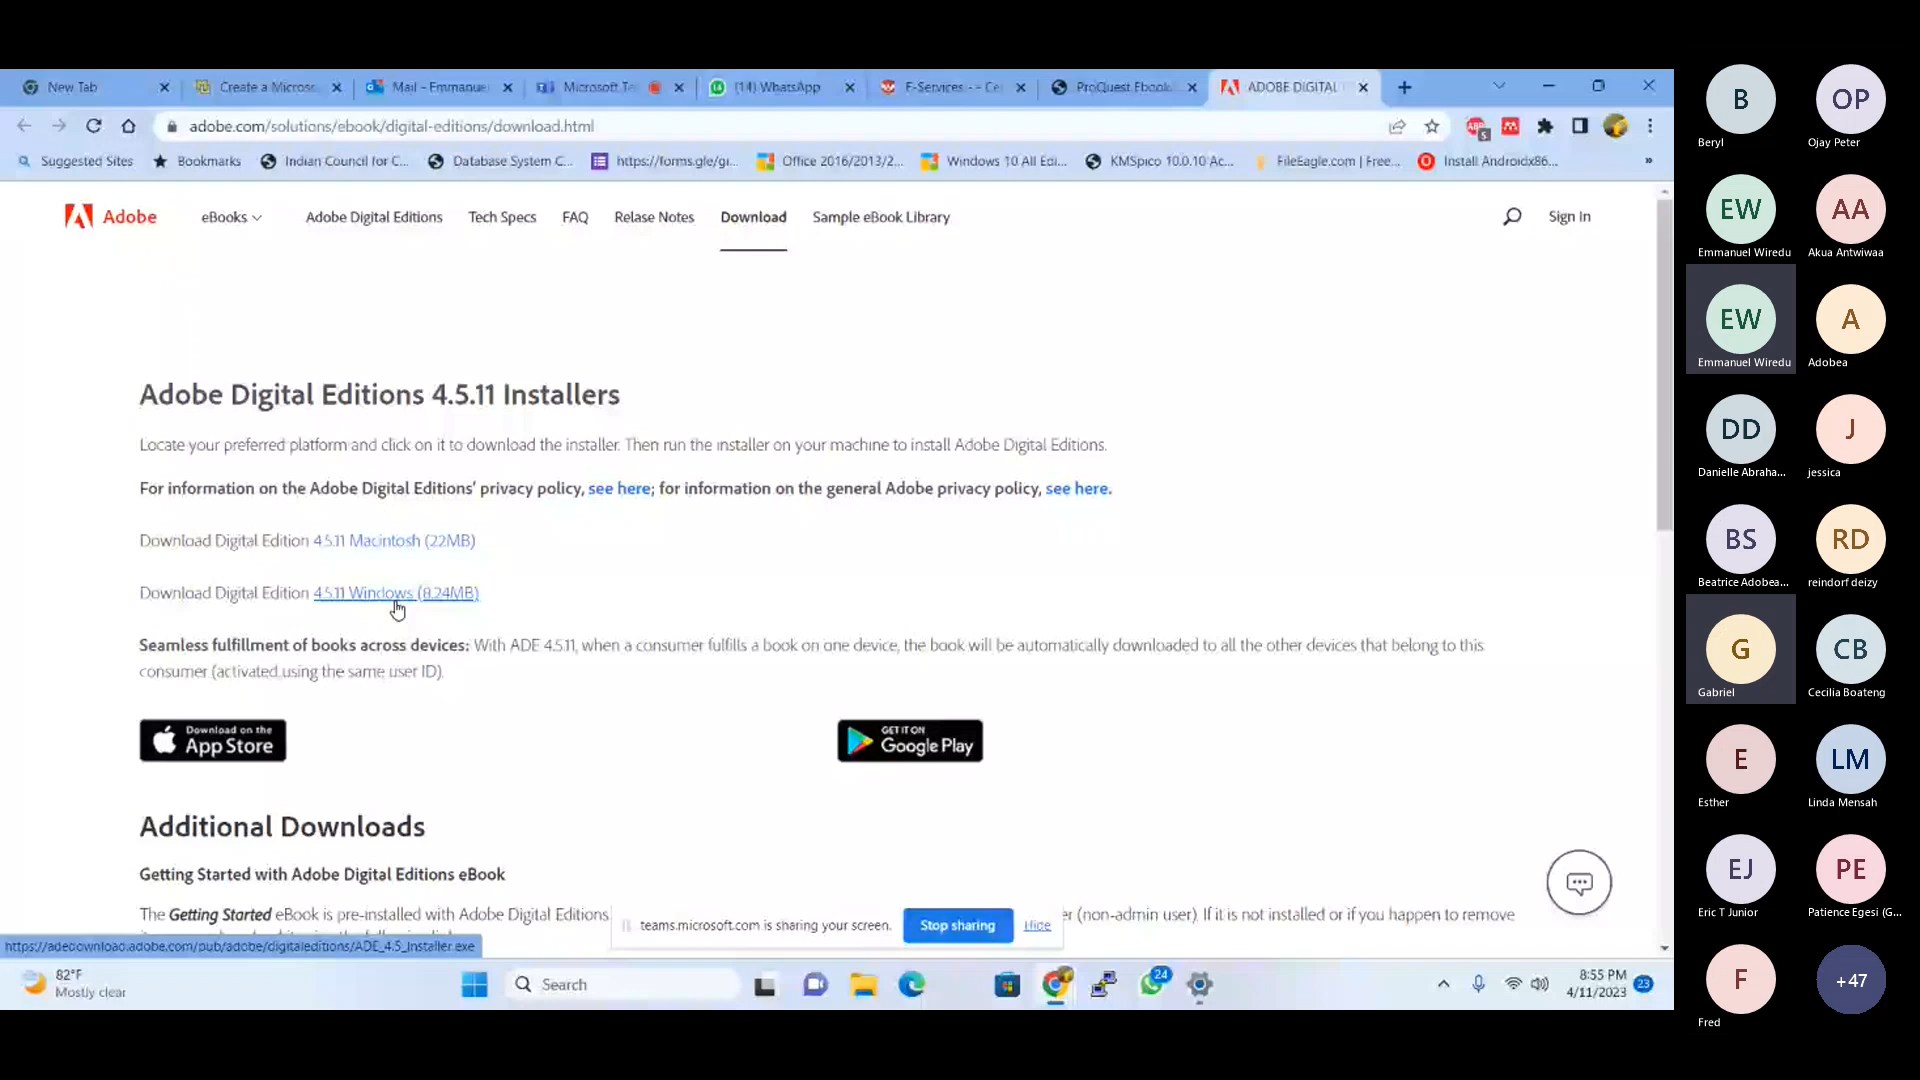 New Tab
Create a Micros
Mail - Emmanue
Microsoft Te
(14) WhatsApp
E-Services - - Ce
ProQuest Ebook
ADOBE DIGITAL
adobe.com/solutions/ebook/digital-editions/download.html
Suggested Sites
Bookmarks
Indian Council for C...
Database System C...
https://forms.gle/gr...
Office 2016/2013/2...
Windows 10 All Edi...
KMSpico 10.0.10 Ac...
FileEagle.com | Free...
Install Androidx86...
»
Adobe
eBooks
Adobe Digital Editions
Tech Specs
FAQ
Relase Notes
Download
Sample eBook Library
Sign In
Adobe Digital Editions 4.5.11 Installers
Locate your preferred platform and click on it to download the installer. Then run the installer on your machine to install Adobe Digital Editions.
For information on the Adobe Digital Editions' privacy policy, see here; for information on the general Adobe privacy policy, see here.
Download Digital Edition 4.5.11 Macintosh (22MB)
Download Digital Edition 4.5.11 Windows (8.24MB)
Seamless fulfillment of books across devices: With ADE 4.5.11, when a consumer fulfills a book on one device, the book will be automatically downloaded to all the other devices that belong to this
consumer (activated using the same user ID).
Download on the
App Store
GET IT ON
Google Play
Additional Downloads
Getting Started with Adobe Digital Editions eBook
The Getting Started eBook is pre-installed with Adobe Digital Editions
r (non-admin user). If it is not installed or if you happen to remove
teams.microsoft.com is sharing your screen.
Stop sharing
Hide
https://adedownload.adobe.com/pub/adobe/digitaleditions/ADE_4.5_Installer.exe
82°F
Mostly clear
Search
24
8:55 PM
4/11/2023
23
B
Beryl
OP
Ojay Peter
EW
Emmanuel Wiredu
AA
Akua Antwiwaa
EW
Emmanuel Wiredu
A
Adobea
DD
Danielle Abraha...
J
jessica
BS
Beatrice Adobea...
RD
reindorf deizy
G
Gabriel
CB
Cecilia Boateng
E
Esther
LM
Linda Mensah
EJ
Eric T Junior
PE
Patience Egesi (G...
F
Fred
+47